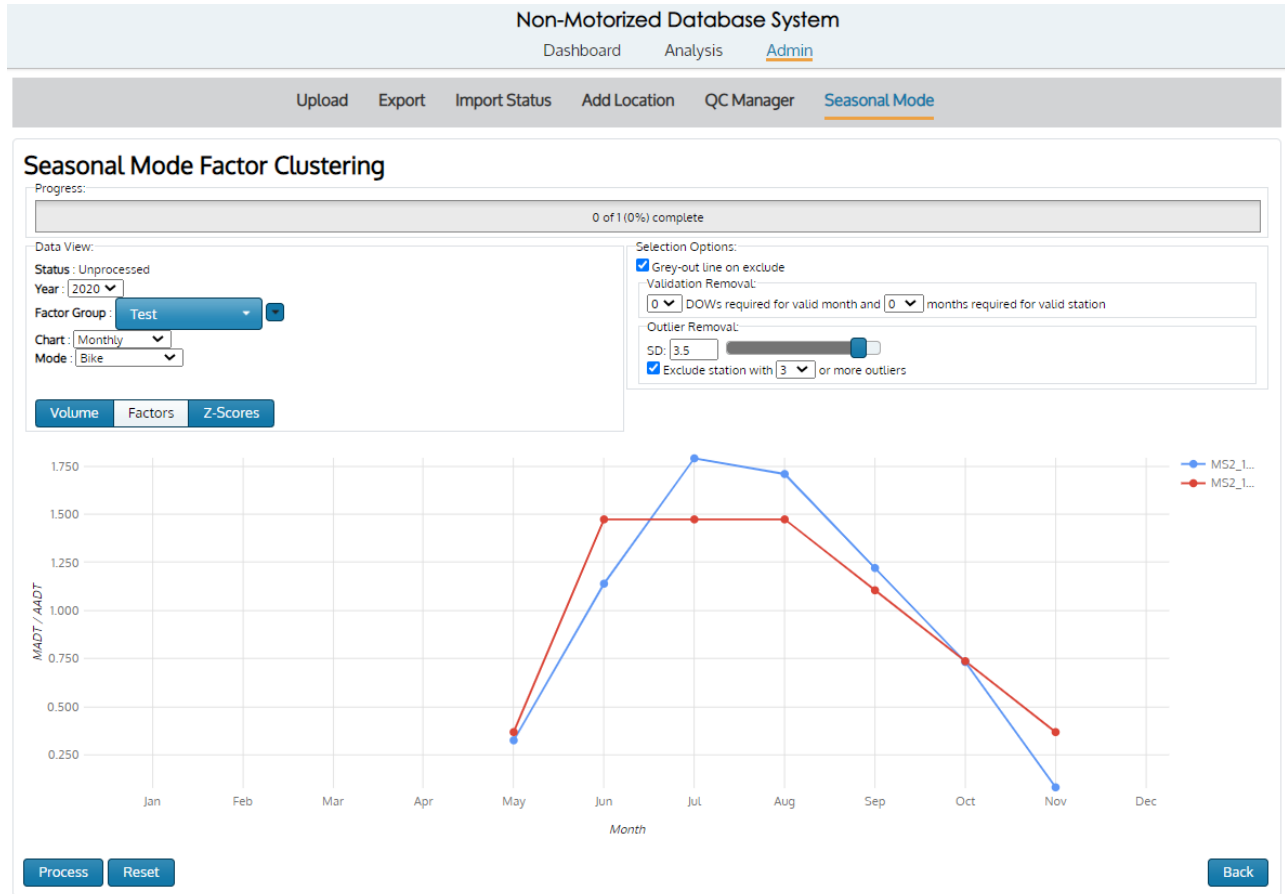 Non-Motorized Database System
Dashboard Analysis Admin
Upload Export Import Status Add Location QC Manager Seasonal Mode
Seasonal Mode Factor Clustering
Progress:
0 of 1 (0%) complete
Data View:
Status : Unprocessed
Year : 2020
Factor Group : Test
Chart : Monthly
Mode : Bike
Volume Factors Z-Scores
Selection Options:
Grey-out line on exclude
Validation Removal:
0 DOWs required for valid month and 0 months required for valid station
Outlier Removal:
SD: 3.5
Exclude station with 3 or more outliers
MADT / AADT
1.750
1.500
1.250
1.000
0.750
0.500
0.250
Jan Feb Mar Apr May Jun Jul Aug Sep Oct Nov Dec
Month
MS2_1...
MS2_1...
Process Reset Back